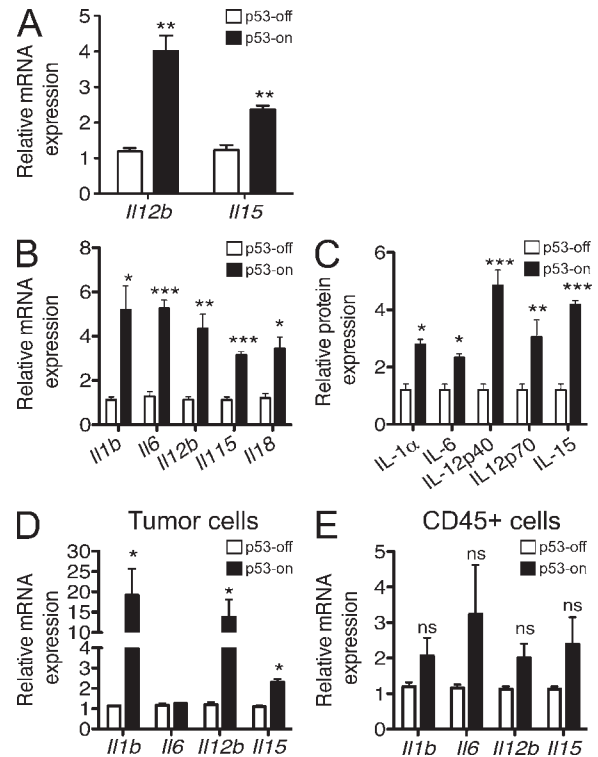 A
Relative mRNA
expression
5
4
3
2
1
0
p53-off
p53-on
**
**
Il12b
Il15
B
Relative mRNA
expression
8
6
4
2
0
p53-off
p53-on
*
***
**
***
*
Il1b
Il6
Il12b
Il115
Il18
C
Relative protein
expression
6
4
2
0
p53-off
p53-on
*
*
***
**
***
IL-1α
IL-6
IL-12p40
IL12p70
IL-15
D
Tumor cells
Relative mRNA
expression
30
25
20
15
10
4
3
2
1
0
p53-off
p53-on
*
*
*
Il1b
Il6
Il12b
Il15
E
CD45+ cells
Relative mRNA
expression
5
4
3
2
1
0
p53-off
p53-on
ns
ns
ns
ns
Il1b
Il6
Il12b
Il15